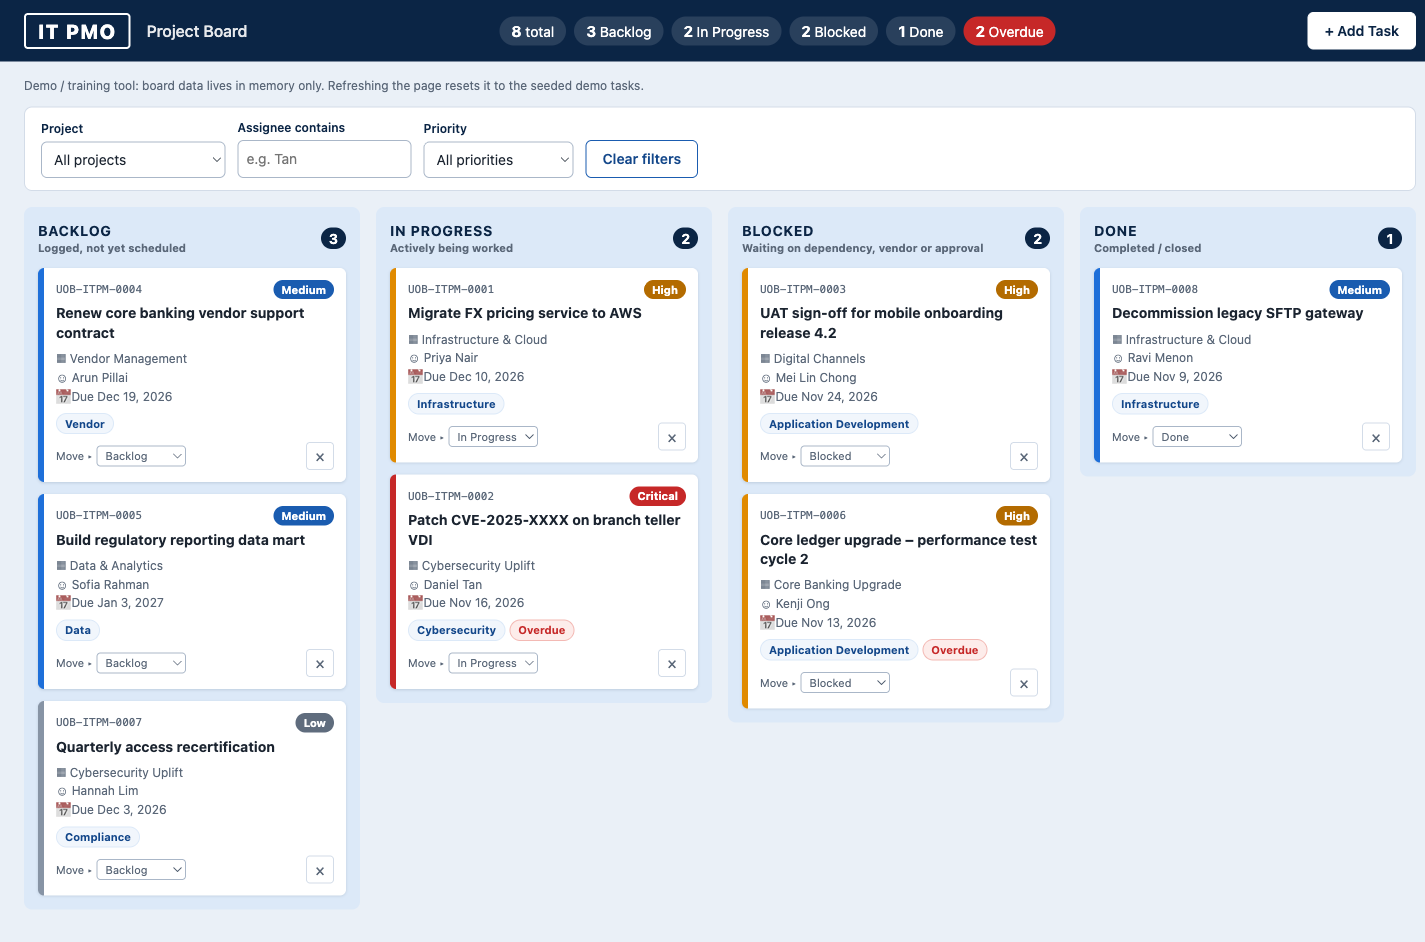 IT PMO
Project Board
8 total
3 Backlog
2 In Progress
2 Blocked
1 Done
2 Overdue
+ Add Task
Demo / training tool: board data lives in memory only. Refreshing the page resets it to the seeded demo tasks.
Project
All projects
Assignee contains
e.g. Tan
Priority
All priorities
Clear filters
BACKLOG
Logged, not yet scheduled
3
UOB-ITPM-0004
Medium
Renew core banking vendor support
contract
Vendor Management
Arun Pillai
Due Dec 19, 2026
Vendor
Move ▸ Backlog
×
UOB-ITPM-0005
Medium
Build regulatory reporting data mart
Data & Analytics
Sofia Rahman
Due Jan 3, 2027
Data
Move ▸ Backlog
×
UOB-ITPM-0007
Low
Quarterly access recertification
Cybersecurity Uplift
Hannah Lim
Due Dec 3, 2026
Compliance
Move ▸ Backlog
×
IN PROGRESS
Actively being worked
2
UOB-ITPM-0001
High
Migrate FX pricing service to AWS
Infrastructure & Cloud
Priya Nair
Due Dec 10, 2026
Infrastructure
Move ▸ In Progress
×
UOB-ITPM-0002
Critical
Patch CVE-2025-XXXX on branch teller
VDI
Cybersecurity Uplift
Daniel Tan
Due Nov 16, 2026
Cybersecurity
Overdue
Move ▸ In Progress
×
BLOCKED
Waiting on dependency, vendor or approval
2
UOB-ITPM-0003
High
UAT sign-off for mobile onboarding
release 4.2
Digital Channels
Mei Lin Chong
Due Nov 24, 2026
Application Development
Move ▸ Blocked
×
UOB-ITPM-0006
High
Core ledger upgrade – performance test
cycle 2
Core Banking Upgrade
Kenji Ong
Due Nov 13, 2026
Application Development
Overdue
Move ▸ Blocked
×
DONE
Completed / closed
1
UOB-ITPM-0008
Medium
Decommission legacy SFTP gateway
Infrastructure & Cloud
Ravi Menon
Due Nov 9, 2026
Infrastructure
Move ▸ Done
×